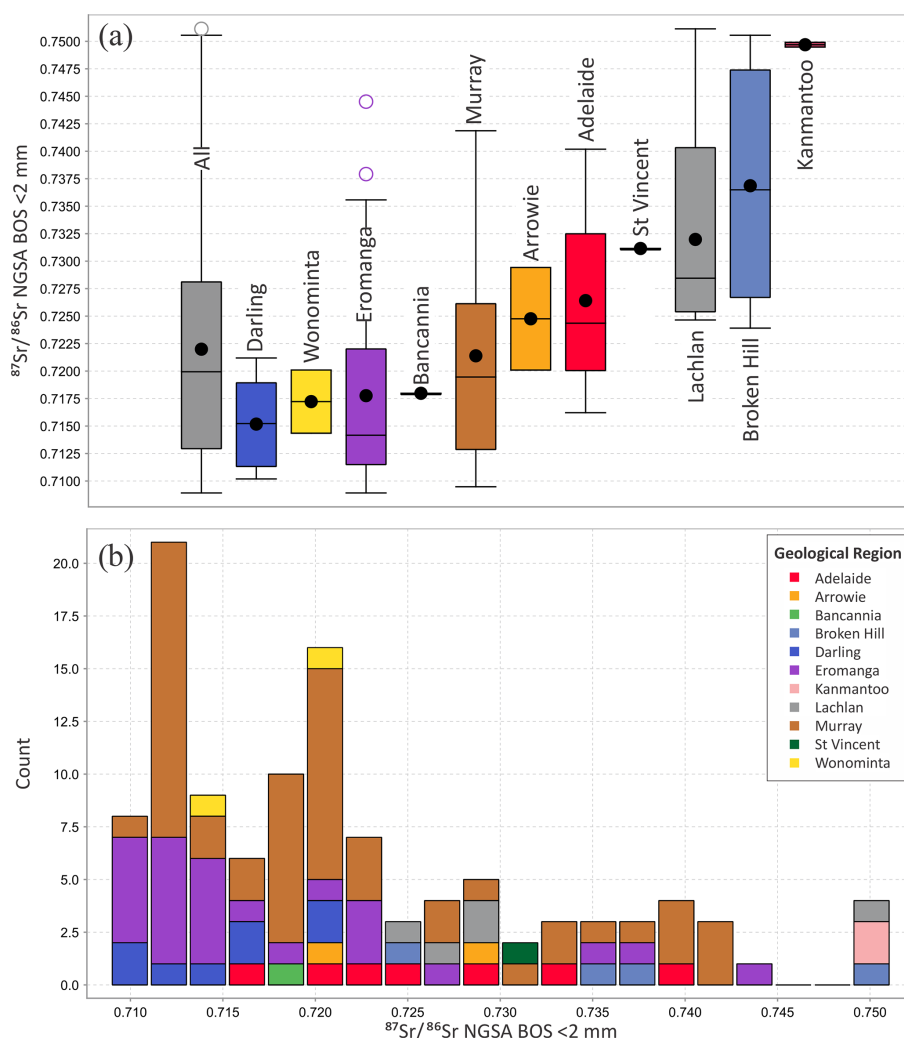 (a)
⁸⁷Sr/⁸⁶Sr NGSA BOS <2 mm
0.7500
0.7475
0.7450
0.7425
0.7400
0.7375
0.7350
0.7325
0.7300
0.7275
0.7250
0.7225
0.7200
0.7175
0.7150
0.7125
0.7100
All
Darling
Wonominta
Eromanga
Bancannia
Murray
Arrowie
Adelaide
St Vincent
Lachlan
Broken Hill
Kanmantoo
(b)
Count
20.0
17.5
15.0
12.5
10.0
7.5
5.0
2.5
0.0
Geological Region
Adelaide
Arrowie
Bancannia
Broken Hill
Darling
Eromanga
Kanmantoo
Lachlan
Murray
St Vincent
Wonominta
0.710 0.715 0.720 0.725 0.730 0.735 0.740 0.745 0.750
⁸⁷Sr/⁸⁶Sr NGSA BOS <2 mm